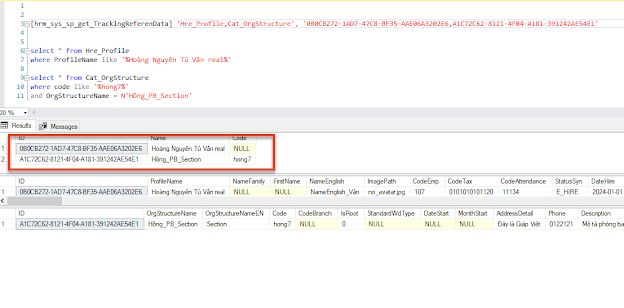 1
2
3 [hrm_sys_sp_get_TrackingReferenData] 'Hre_Profile,Cat_OrgStructure', '0B0CB272-1AD7-47C8-BF35-AAE06A3202E6,A1C72C62-8121-4F04-A181-391242AE54E1'
4
5
6 select * from Hre_Profile
7 where ProfileName like '%Hoàng Nguyên Tú Vân real%'
8
9 select * from Cat_OrgStructure
10 where code like '%hong7%'
11 and OrgStructureName = N'Hồng_PB_Section'
00 %
Results Messages
ID Name Code
1 0B0CB272-1AD7-47C8-BF35-AAE06A3202E6 Hoàng Nguyên Tú Vân real NULL
2 A1C72C62-8121-4F04-A181-391242AE54E1 Hồng_PB_Section hong7
ID ProfileName NameFamily FirstName NameEnglish ImagePath CodeEmp CodeTax CodeAttendance StatusSyn DateHire
1 0B0CB272-1AD7-47C8-BF35-AAE06A3202E6 Hoàng Nguyên Tú Vân real NULL NULL NameEnglish_Vân no_avatar.jpg 107 0101010101120 11134 E_HIRE 2024-01-01
ID OrgStructureName OrgStructureNameEN Code CodeBranch IsRoot StandardWdType DateStart MonthStart AddressDetail Phone Description
1 A1C72C62-8121-4F04-A181-391242AE54E1 Hồng_PB_Section Section hong7 NULL 0 NULL NULL NULL Đây là Giáp Việt 0122121 Mô tả phòng ba